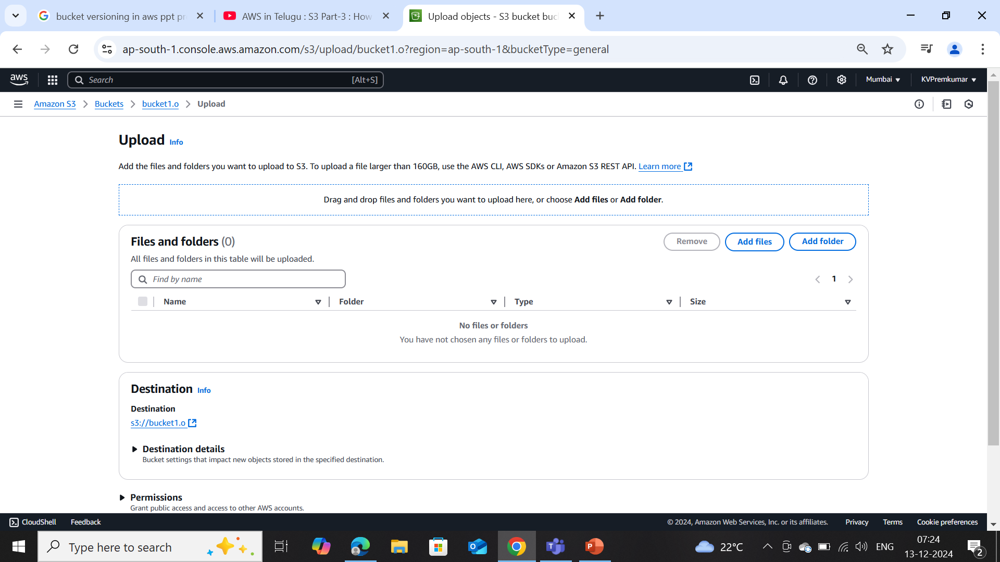 bucket versioning in aws ppt pr
AWS in Telugu : S3 Part-3 : How
Upload objects - S3 bucket buc
ap-south-1.console.aws.amazon.com/s3/upload/bucket1.o?region=ap-south-1&bucketType=general
aws
Search [Alt+S]
Mumbai
KVPremkumar
Amazon S3 Buckets bucket1.o Upload
Upload Info
Add the files and folders you want to upload to S3. To upload a file larger than 160GB, use the AWS CLI, AWS SDKs or Amazon S3 REST API. Learn more
Drag and drop files and folders you want to upload here, or choose Add files or Add folder.
Files and folders (0)
Remove Add files Add folder
All files and folders in this table will be uploaded.
Find by name
1
Name Folder Type Size
No files or folders
You have not chosen any files or folders to upload.
Destination Info
Destination
s3://bucket1.o
Destination details
Bucket settings that impact new objects stored in the specified destination.
Permissions
Grant public access and access to other AWS accounts.
CloudShell Feedback
© 2024, Amazon Web Services, Inc. or its affiliates. Privacy Terms Cookie preferences
Type here to search
22°C
ENG
07:24
13-12-2024
2